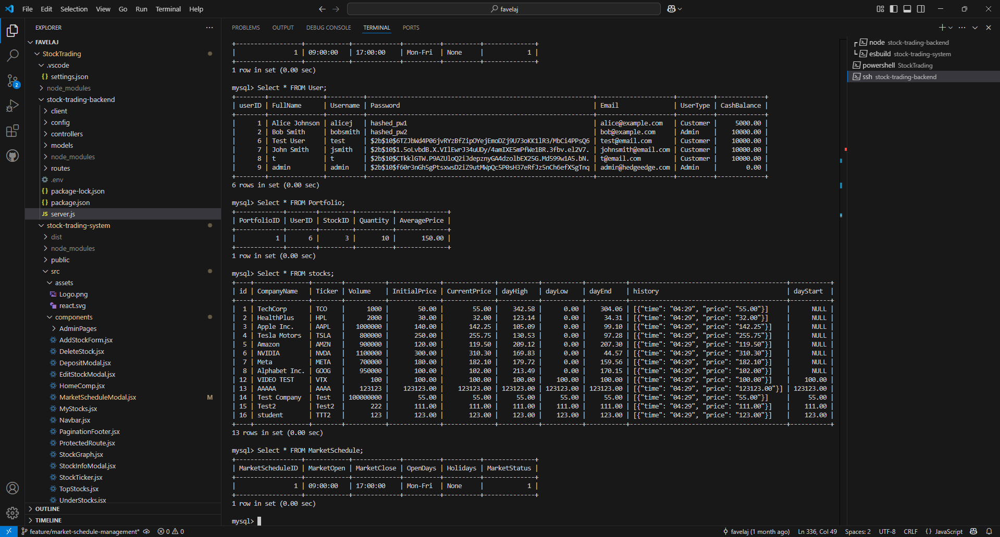 File Edit Selection View Go Run Terminal Help
favelaj
EXPLORER
FAVELAJ
StockTrading
.vscode
{} settings.json
node_modules
stock-trading-backend
client
config
controllers
models
node_modules
routes
.env
{} package-lock.json
{} package.json
JS server.js
stock-trading-system
dist
node_modules
public
src
assets
Logo.png
react.svg
components
AdminPages
AddStockForm.jsx
DeleteStock.jsx
DepositModal.jsx
EditStockModal.jsx
HomeComp.jsx
MarketScheduleModal.jsx M
MyStocks.jsx
Navbar.jsx
PaginationFooter.jsx
ProtectedRoute.jsx
StockGraph.jsx
StockInfoModal.jsx
StockTicker.jsx
TopStocks.jsx
UnderStocks.jsx
OUTLINE
TIMELINE
2
PROBLEMS OUTPUT DEBUG CONSOLE TERMINAL PORTS
+------------------+------------+-------------+----------+----------+--------------+
| 1 | 09:00:00 | 17:00:00 | Mon-Fri | None | 1 |
+------------------+------------+-------------+----------+----------+--------------+
1 row in set (0.00 sec)
mysql> Select * FROM User;
| userID | FullName | Username | Password | Email | UserType | CashBalance |
| 1 | Alice Johnson | alicej | hashed_pw1 | alice@example.com | Customer | 5000.00 |
| 2 | Bob Smith | bobsmith | hashed_pw2 | bob@example.com | Admin | 10000.00 |
| 6 | Test User | test | $2b$10$6TZJbWd4P06jvRYzBfZipOYejEmoDZj9U73oKK1lR3/MbCi4PPsQ6 | test@email.com | Customer | 10000.00 |
| 7 | John Smith | jsmith | $2b$10$1.5oLvbdB.X.VIlEwrJ34uUDy/4amIXE5mPfWe1BR.3fbv.el2V7. | johnsmith@email.com | Customer | 10000.00 |
| 8 | t | t | $2b$10$CTkklGTW.P9AZUloQ2iJdepznyGA4dzolbEX25G.Md599w1A5.bN. | t@email.com | Customer | 10000.00 |
| 9 | admin | admin | $2b$10$f60r3nGh5gPtsxwsD2iZ9utMWpQc5P0sH37eRfJz5nCh6efXSgTnq | admin@hedgeedge.com | Admin | 0.00 |
6 rows in set (0.00 sec)
mysql> Select * FROM Portfolio;
| PortfolioID | UserID | StockID | Quantity | AveragePrice |
| 1 | 6 | 3 | 10 | 150.00 |
1 row in set (0.00 sec)
mysql> Select * FROM stocks;
| id | CompanyName | Ticker | Volume | InitialPrice | CurrentPrice | dayHigh | dayLow | dayEnd | history | dayStart |
| 1 | TechCorp | TCO | 1000 | 50.00 | 55.00 | 342.58 | 0.00 | 304.06 | [{"time": "04:29", "price": "55.00"}] | NULL |
| 2 | HealthPlus | HPL | 2000 | 30.00 | 32.00 | 123.14 | 0.00 | 34.31 | [{"time": "04:29", "price": "32.00"}] | NULL |
| 3 | Apple Inc. | AAPL | 1000000 | 140.00 | 142.25 | 105.09 | 0.00 | 99.10 | [{"time": "04:29", "price": "142.25"}] | NULL |
| 4 | Tesla Motors | TSLA | 800000 | 250.00 | 255.75 | 130.53 | 0.00 | 97.28 | [{"time": "04:29", "price": "255.75"}] | NULL |
| 5 | Amazon | AMZN | 900000 | 120.00 | 119.50 | 209.12 | 0.00 | 207.30 | [{"time": "04:29", "price": "119.50"}] | NULL |
| 6 | NVIDIA | NVDA | 1100000 | 300.00 | 310.30 | 169.83 | 0.00 | 44.57 | [{"time": "04:29", "price": "310.30"}] | NULL |
| 7 | Meta | META | 700000 | 180.00 | 182.10 | 179.72 | 0.00 | 159.56 | [{"time": "04:29", "price": "182.10"}] | NULL |
| 8 | Alphabet Inc. | GOOG | 950000 | 100.00 | 102.00 | 213.49 | 0.00 | 170.15 | [{"time": "04:29", "price": "102.00"}] | NULL |
| 12 | VIDEO TEST | VTX | 100 | 100.00 | 100.00 | 100.00 | 100.00 | 100.00 | [{"time": "04:29", "price": "100.00"}] | 100.00 |
| 13 | AAAAA | AAAA | 123123 | 123123.00 | 123123.00 | 123123.00 | 123123.00 | 123123.00 | [{"time": "04:29", "price": "123123.00"}] | 123123.00 |
| 14 | Test Company | Test | 100000000 | 55.00 | 55.00 | 55.00 | 55.00 | 55.00 | [{"time": "04:29", "price": "55.00"}] | 55.00 |
| 15 | Test2 | Test2 | 222 | 111.00 | 111.00 | 111.00 | 111.00 | 111.00 | [{"time": "04:29", "price": "111.00"}] | 111.00 |
| 16 | student | TTT2 | 123 | 123.00 | 123.00 | 123.00 | 123.00 | 123.00 | [{"time": "04:29", "price": "123.00"}] | 123.00 |
13 rows in set (0.00 sec)
mysql> Select * FROM MarketSchedule;
| MarketScheduleID | MarketOpen | MarketClose | OpenDays | Holidays | MarketStatus |
| 1 | 09:00:00 | 17:00:00 | Mon-Fri | None | 1 |
1 row in set (0.00 sec)
mysql>
node stock-trading-backend
esbuild stock-trading-system
powershell StockTrading
ssh stock-trading-backend
feature/market-schedule-management* 0 0 favelaj (1 month ago) Ln 336, Col 49 Spaces: 2 UTF-8 CRLF {} JavaScript